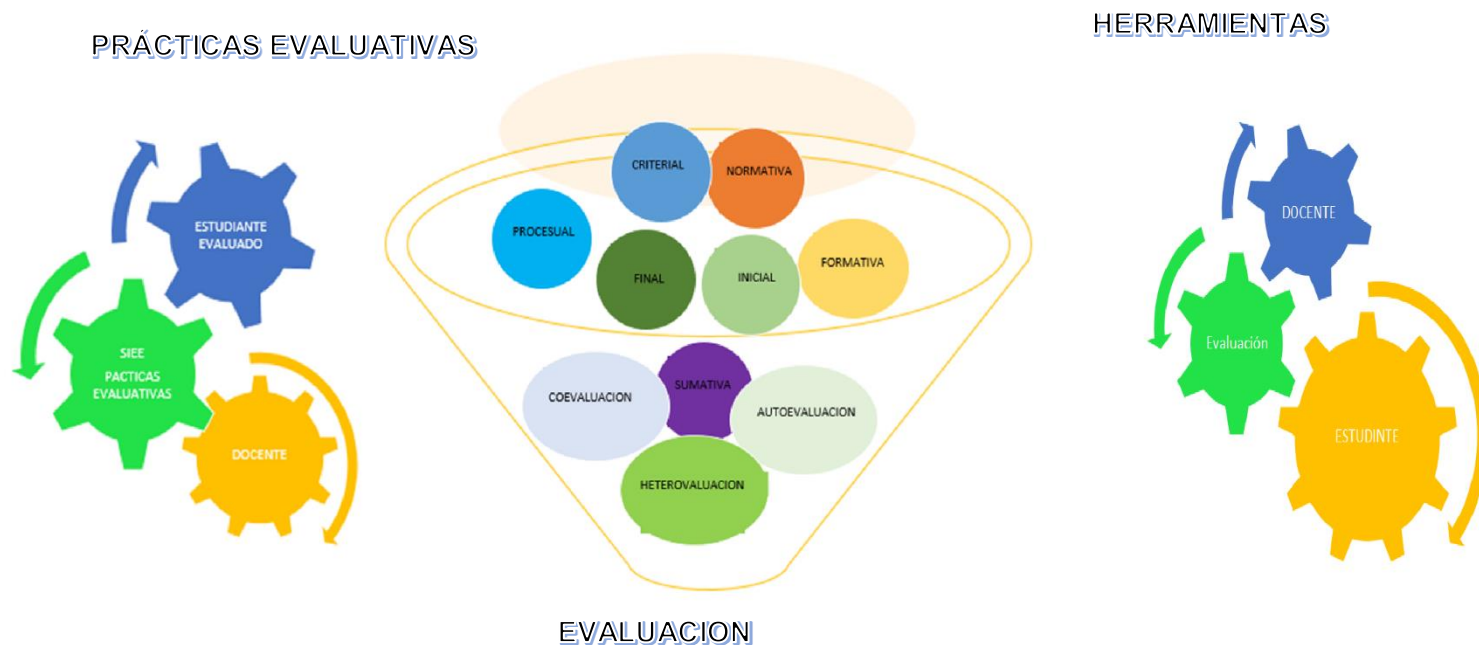 PRÁCTICAS EVALUATIVAS
HERRAMIENTAS
ESTUDIANTE
EVALUADO
SIEE
PACTICAS
EVALUATIVAS
DOCENTE
CRITERIAL
NORMATIVA
PROCESUAL
FINAL
INICIAL
FORMATIVA
COEVALUACION
SUMATIVA
AUTOEVALUACION
HETEROVALUACION
EVALUACION
DOCENTE
Evaluación
ESTUDINTE